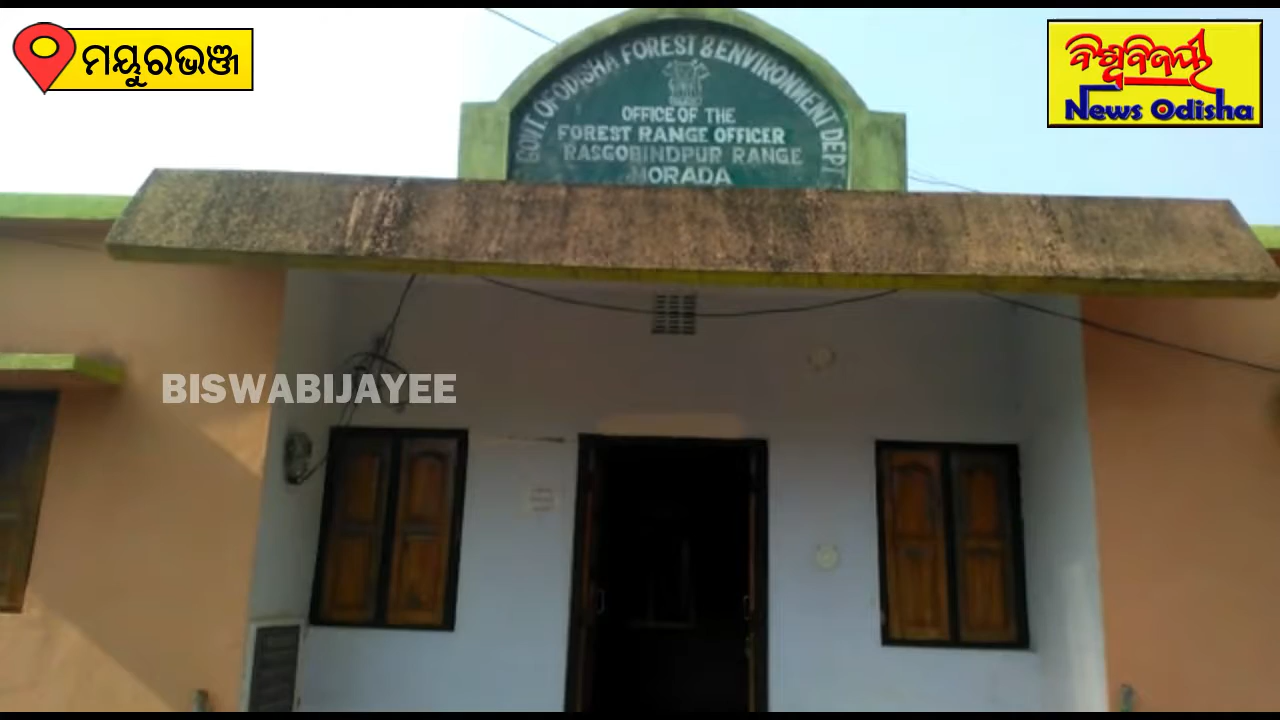 ମୟୂରଭଞ୍ଜ
ବିଶ୍ୱବିଜୟୀ
News Odisha
GOVT OF ODISHA FOREST & ENVIRONMENT DEPT
OFFICE OF THE
FOREST RANGE OFFICER
RASGOBINDPUR RANGE
MORADA
BISWABIJAYEE